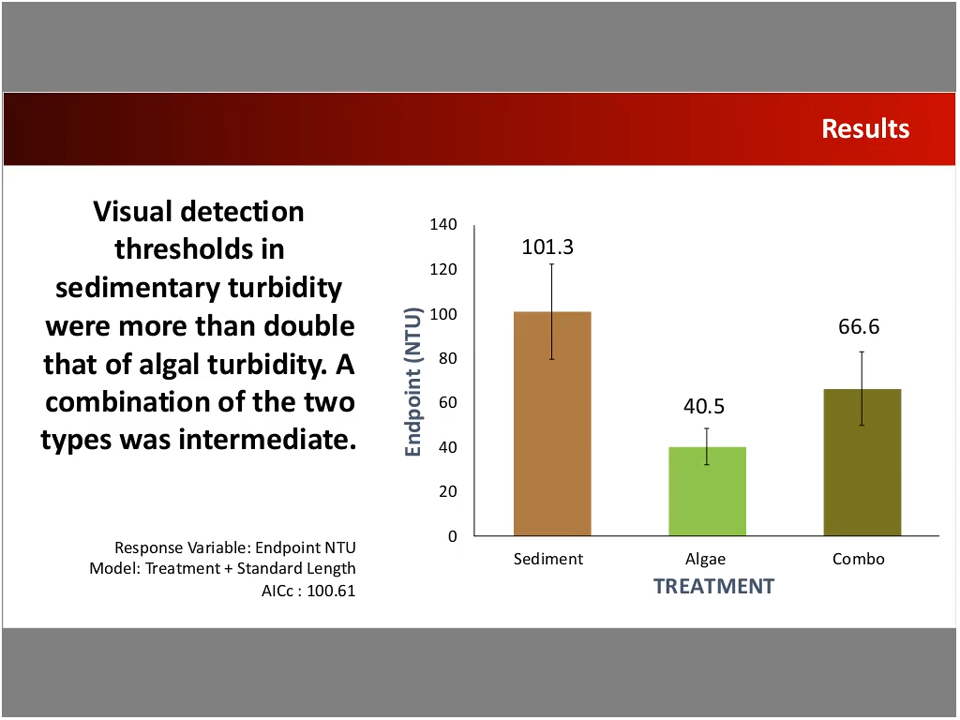 Results
Visual detection
thresholds in
sedimentary turbidity
were more than double
that of algal turbidity. A
combination of the two
types was intermediate.
Response Variable: Endpoint NTU
Model: Treatment + Standard Length
AICc : 100.61
Endpoint (NTU)
140
120
100
80
60
40
20
0
101.3
40.5
66.6
Sediment
Algae
Combo
TREATMENT